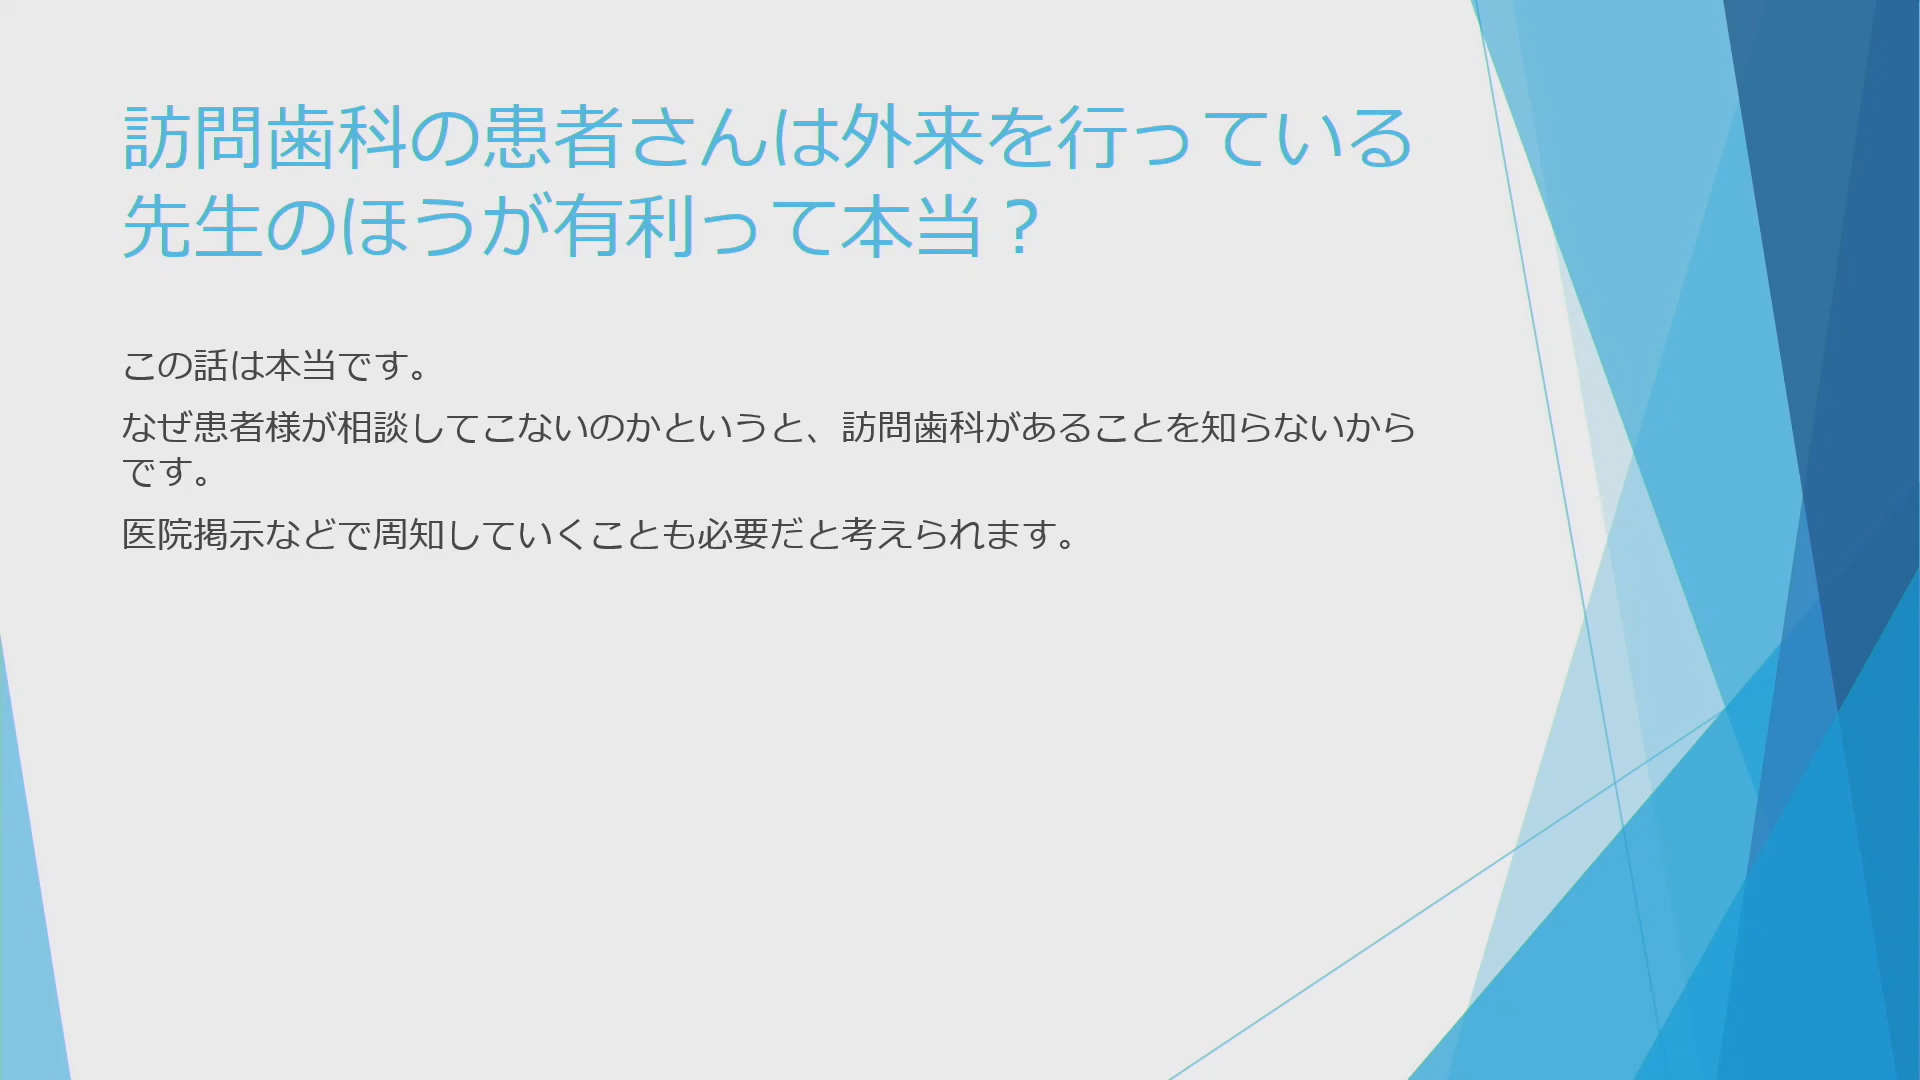 訪問歯科の患者さんは外来を行っている
先生のほうが有利って本当？
この話は本当です。
なぜ患者様が相談してこないのかというと、訪問歯科があることを知らないから
です。
医院掲示などで周知していくことも必要だと考えられます。